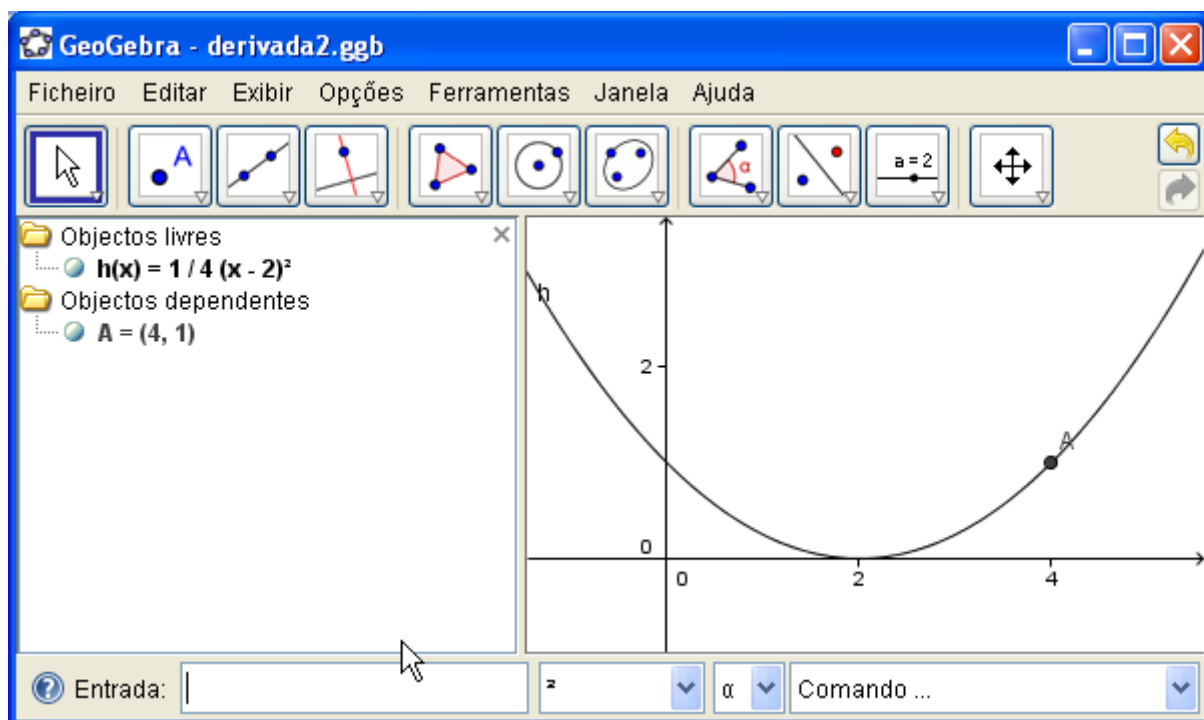 GeoGebra - derivada2.ggb
Ficheiro Editar Exibir Opções Ferramentas Janela Ajuda
A
α
a = 2
Objectos livres
h(x) = 1 / 4 (x - 2)²
Objectos dependentes
A = (4, 1)
h
2
A
0
0 2 4
Entrada: ² α Comando ...